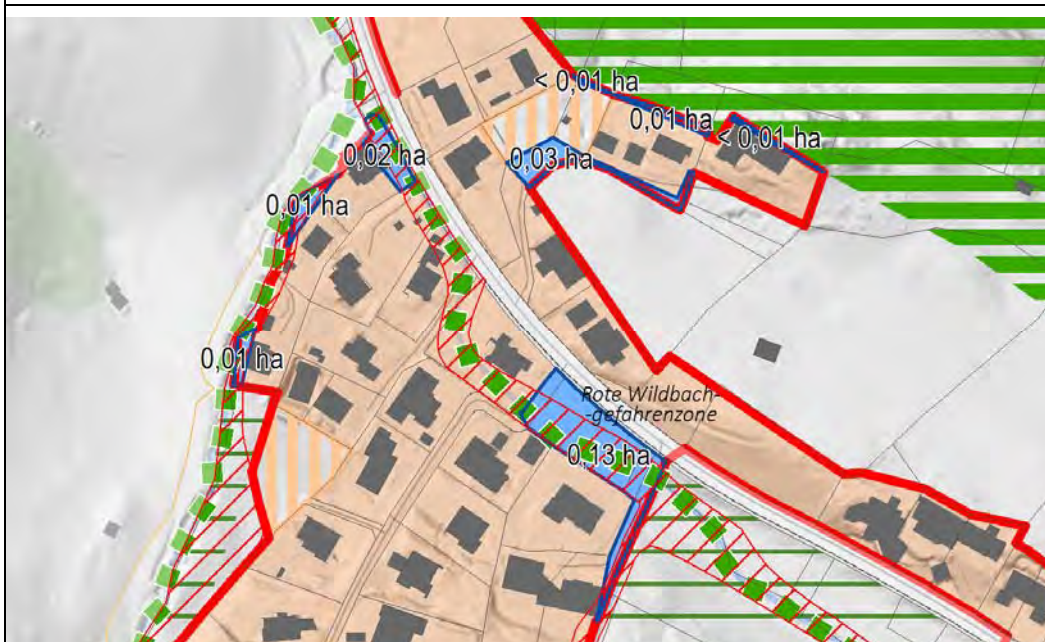 < 0,01 ha
0,01 ha
< 0,01 ha
0,02 ha
0,03 ha
0,01 ha
0,01 ha
Rote Wildbach-
-gefahrenzone
0,13 ha